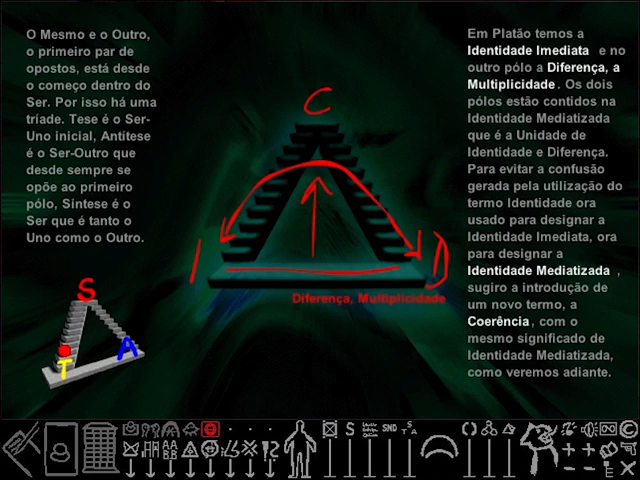 O Mesmo e o Outro,
o primeiro par de
opostos, está desde
o começo dentro do
Ser. Por isso há uma
tríade. Tese é o Ser-
Uno inicial, Antítese
é o Ser-Outro que
desde sempre se
opõe ao primeiro
pólo, Síntese é o
Ser que é tanto o
Uno como o Outro.
C
I
D
Diferença, Multiplicidade
S
T
A
Em Platão temos a
Identidade Imediata e no
outro pólo a Diferença, a
Multiplicidade. Os dois
pólos estão contidos na
Identidade Mediatizada
que é a Unidade de
Identidade e Diferença.
Para evitar a confusão
gerada pela utilização do
termo Identidade ora
usado para designar a
Identidade Imediata, ora
para designar a
Identidade Mediatizada ,
sugiro a introdução de
um novo termo, a
Coerência, com o
mesmo significado de
Identidade Mediatizada,
como veremos adiante.
S
SND